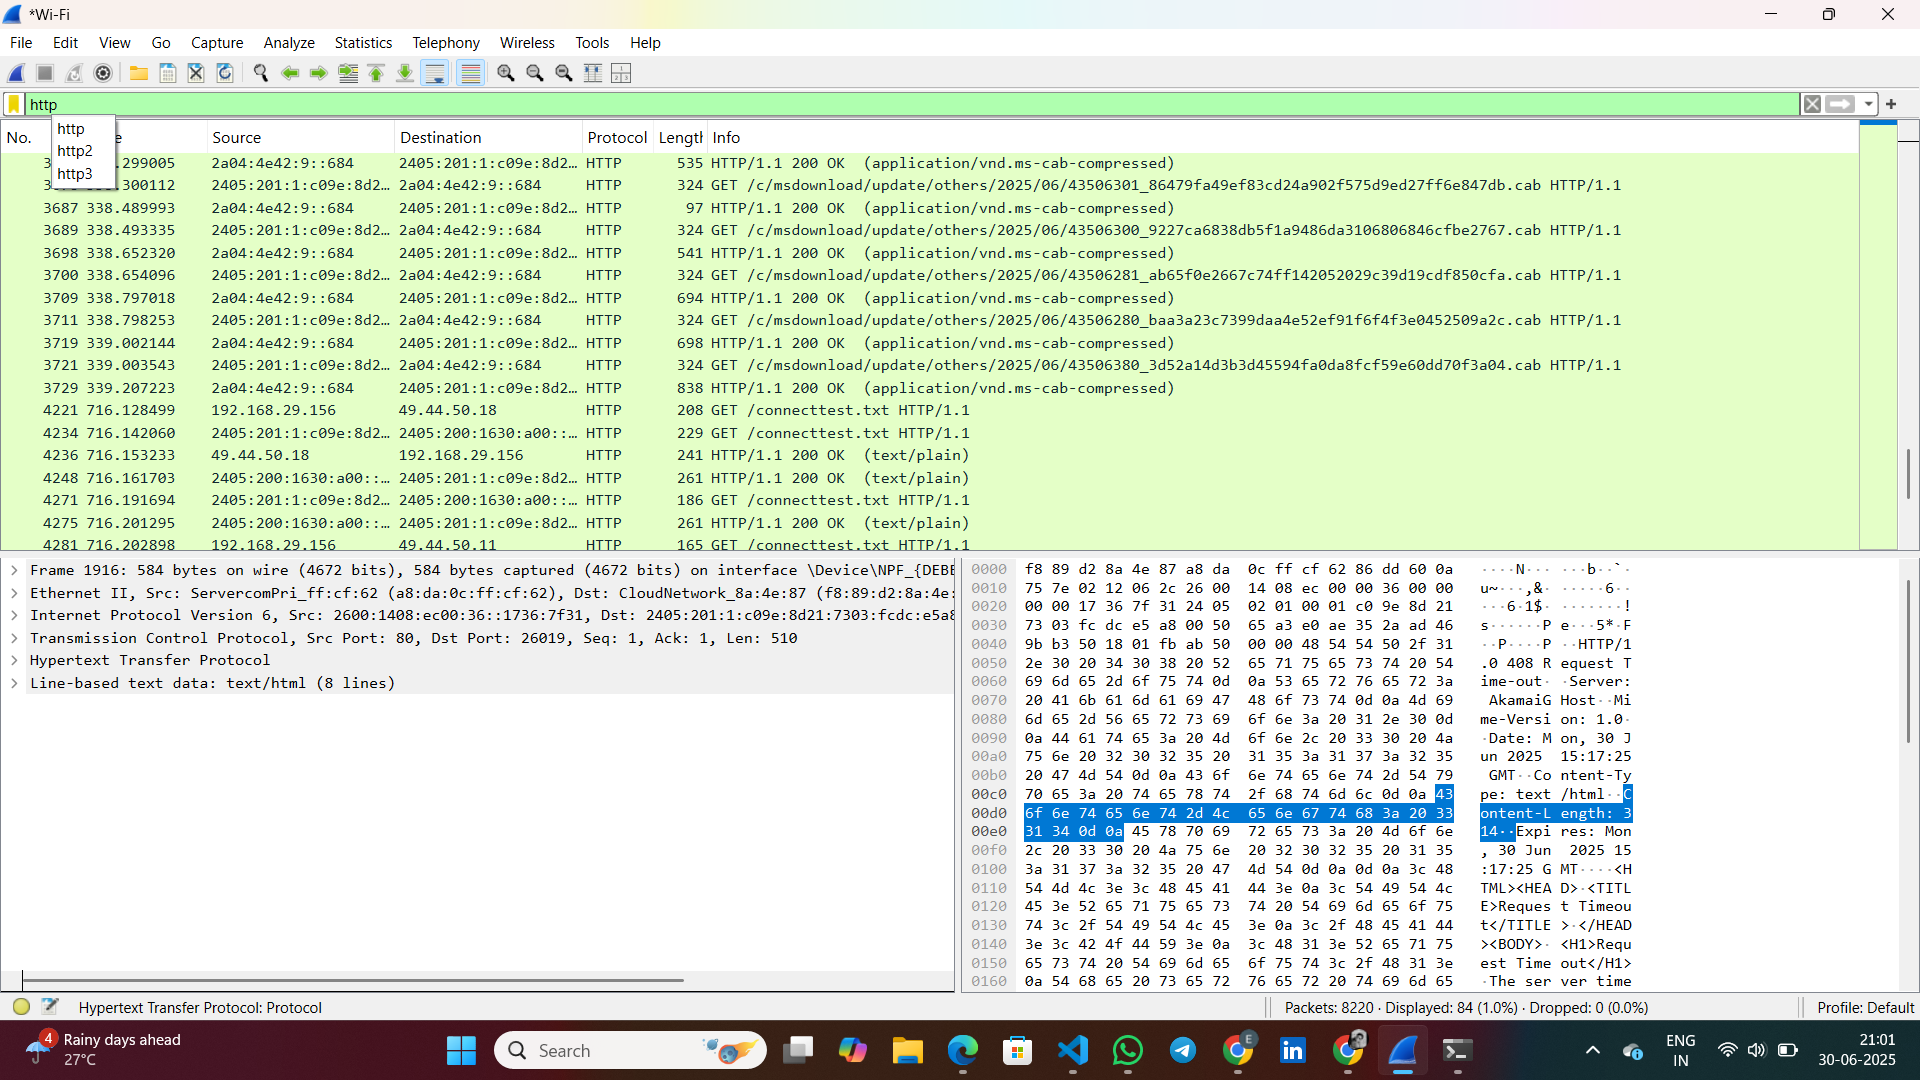 *Wi-Fi
File Edit View Go Capture Analyze Statistics Telephony Wireless Tools Help
http
http
http2
http3
No. Source Destination Protocol Length Info
.299005 2a04:4e42:9::684 2405:201:1:c09e:8d2… HTTP 535 HTTP/1.1 200 OK (application/vnd.ms-cab-compressed)
.300112 2405:201:1:c09e:8d2… 2a04:4e42:9::684 HTTP 324 GET /c/msdownload/update/others/2025/06/43506301_86479fa49ef83cd24a902f575d9ed27ff6e847db.cab HTTP/1.1
3687 338.489993 2a04:4e42:9::684 2405:201:1:c09e:8d2… HTTP 97 HTTP/1.1 200 OK (application/vnd.ms-cab-compressed)
3689 338.493335 2405:201:1:c09e:8d2… 2a04:4e42:9::684 HTTP 324 GET /c/msdownload/update/others/2025/06/43506300_9227ca6838db5f1a9486da3106806846cfbe2767.cab HTTP/1.1
3698 338.652320 2a04:4e42:9::684 2405:201:1:c09e:8d2… HTTP 541 HTTP/1.1 200 OK (application/vnd.ms-cab-compressed)
3700 338.654096 2405:201:1:c09e:8d2… 2a04:4e42:9::684 HTTP 324 GET /c/msdownload/update/others/2025/06/43506281_ab65f0e2667c74ff142052029c39d19cdf850cfa.cab HTTP/1.1
3709 338.797018 2a04:4e42:9::684 2405:201:1:c09e:8d2… HTTP 694 HTTP/1.1 200 OK (application/vnd.ms-cab-compressed)
3711 338.798253 2405:201:1:c09e:8d2… 2a04:4e42:9::684 HTTP 324 GET /c/msdownload/update/others/2025/06/43506280_baa3a23c7399daa4e52ef91f6f4f3e0452509a2c.cab HTTP/1.1
3719 339.002144 2a04:4e42:9::684 2405:201:1:c09e:8d2… HTTP 698 HTTP/1.1 200 OK (application/vnd.ms-cab-compressed)
3721 339.003543 2405:201:1:c09e:8d2… 2a04:4e42:9::684 HTTP 324 GET /c/msdownload/update/others/2025/06/43506380_3d52a14d3b3d45594fa0da8fcf59e60dd70f3a04.cab HTTP/1.1
3729 339.207223 2a04:4e42:9::684 2405:201:1:c09e:8d2… HTTP 838 HTTP/1.1 200 OK (application/vnd.ms-cab-compressed)
4221 716.128499 192.168.29.156 49.44.50.18 HTTP 208 GET /connecttest.txt HTTP/1.1
4234 716.142060 2405:201:1:c09e:8d2… 2405:200:1630:a00::… HTTP 229 GET /connecttest.txt HTTP/1.1
4236 716.153233 49.44.50.18 192.168.29.156 HTTP 241 HTTP/1.1 200 OK (text/plain)
4248 716.161703 2405:200:1630:a00::… 2405:201:1:c09e:8d2… HTTP 261 HTTP/1.1 200 OK (text/plain)
4271 716.191694 2405:201:1:c09e:8d2… 2405:200:1630:a00::… HTTP 186 GET /connecttest.txt HTTP/1.1
4275 716.201295 2405:200:1630:a00::… 2405:201:1:c09e:8d2… HTTP 261 HTTP/1.1 200 OK (text/plain)
4281 716.202898 192.168.29.156 49.44.50.11 HTTP 165 GET /connecttest.txt HTTP/1.1
Frame 1916: 584 bytes on wire (4672 bits), 584 bytes captured (4672 bits) on interface \Device\NPF_{DEBE
Ethernet II, Src: ServercomPri_ff:cf:62 (a8:da:0c:ff:cf:62), Dst: CloudNetwork_8a:4e:87 (f8:89:d2:8a:4e:
Internet Protocol Version 6, Src: 2600:1408:ec00:36::1736:7f31, Dst: 2405:201:1:c09e:8d21:7303:fcdc:e5a8
Transmission Control Protocol, Src Port: 80, Dst Port: 26019, Seq: 1, Ack: 1, Len: 510
Hypertext Transfer Protocol
Line-based text data: text/html (8 lines)
0000 f8 89 d2 8a 4e 87 a8 da 0c ff cf 62 86 dd 60 0a ····N··· ···b··`·
0010 75 7e 02 12 06 2c 26 00 14 08 ec 00 00 36 00 00 u~···,&· ·····6··
0020 00 00 17 36 7f 31 24 05 02 01 00 01 c0 9e 8d 21 ···6·1$· ·······!
0030 73 03 fc dc e5 a8 00 50 65 a3 e0 ae 35 2a ad 46 s······P e···5*·F
0040 9b b3 50 18 01 fb ab 50 00 00 48 54 54 50 2f 31 ··P····P ··HTTP/1
0050 2e 30 20 34 30 38 20 52 65 71 75 65 73 74 20 54 .0 408 R equest T
0060 69 6d 65 2d 6f 75 74 0d 0a 53 65 72 76 65 72 3a ime-out· ·Server:
0070 20 41 6b 61 6d 61 69 47 48 6f 73 74 0d 0a 4d 69 AkamaiG Host··Mi
0080 6d 65 2d 56 65 72 73 69 6f 6e 3a 20 31 2e 30 0d me-Versi on: 1.0·
0090 0a 44 61 74 65 3a 20 4d 6f 6e 2c 20 33 30 20 4a ·Date: M on, 30 J
00a0 75 6e 20 32 30 32 35 20 31 35 3a 31 37 3a 32 35 un 2025 15:17:25
00b0 20 47 4d 54 0d 0a 43 6f 6e 74 65 6e 74 2d 54 79 GMT··Co ntent-Ty
00c0 70 65 3a 20 74 65 78 74 2f 68 74 6d 6c 0d 0a 43 pe: text /html··C
00d0 6f 6e 74 65 6e 74 2d 4c 65 6e 67 74 68 3a 20 33 ontent-L ength: 3
00e0 31 34 0d 0a 45 78 70 69 72 65 73 3a 20 4d 6f 6e 14··Expi res: Mon
00f0 2c 20 33 30 20 4a 75 6e 20 32 30 32 35 20 31 35 , 30 Jun 2025 15
0100 3a 31 37 3a 32 35 20 47 4d 54 0d 0a 0d 0a 3c 48 :17:25 G MT····<H
0110 54 4d 4c 3e 3c 48 45 41 44 3e 0a 3c 54 49 54 4c TML><HEA D>·<TITL
0120 45 3e 52 65 71 75 65 73 74 20 54 69 6d 65 6f 75 E>Reques t Timeou
0130 74 3c 2f 54 49 54 4c 45 3e 0a 3c 2f 48 45 41 44 t</TITLE >·</HEAD
0140 3e 3c 42 4f 44 59 3e 0a 3c 48 31 3e 52 65 71 75 ><BODY>· <H1>Requ
0150 65 73 74 20 54 69 6d 65 6f 75 74 3c 2f 48 31 3e est Time out</H1>
0160 0a 54 68 65 20 73 65 72 76 65 72 20 74 69 6d 65 ·The ser ver time
Hypertext Transfer Protocol: Protocol
Packets: 8220 · Displayed: 84 (1.0%) · Dropped: 0 (0.0%)
Profile: Default
4
Rainy days ahead
27°C
Search
ENG
IN
21:01
30-06-2025